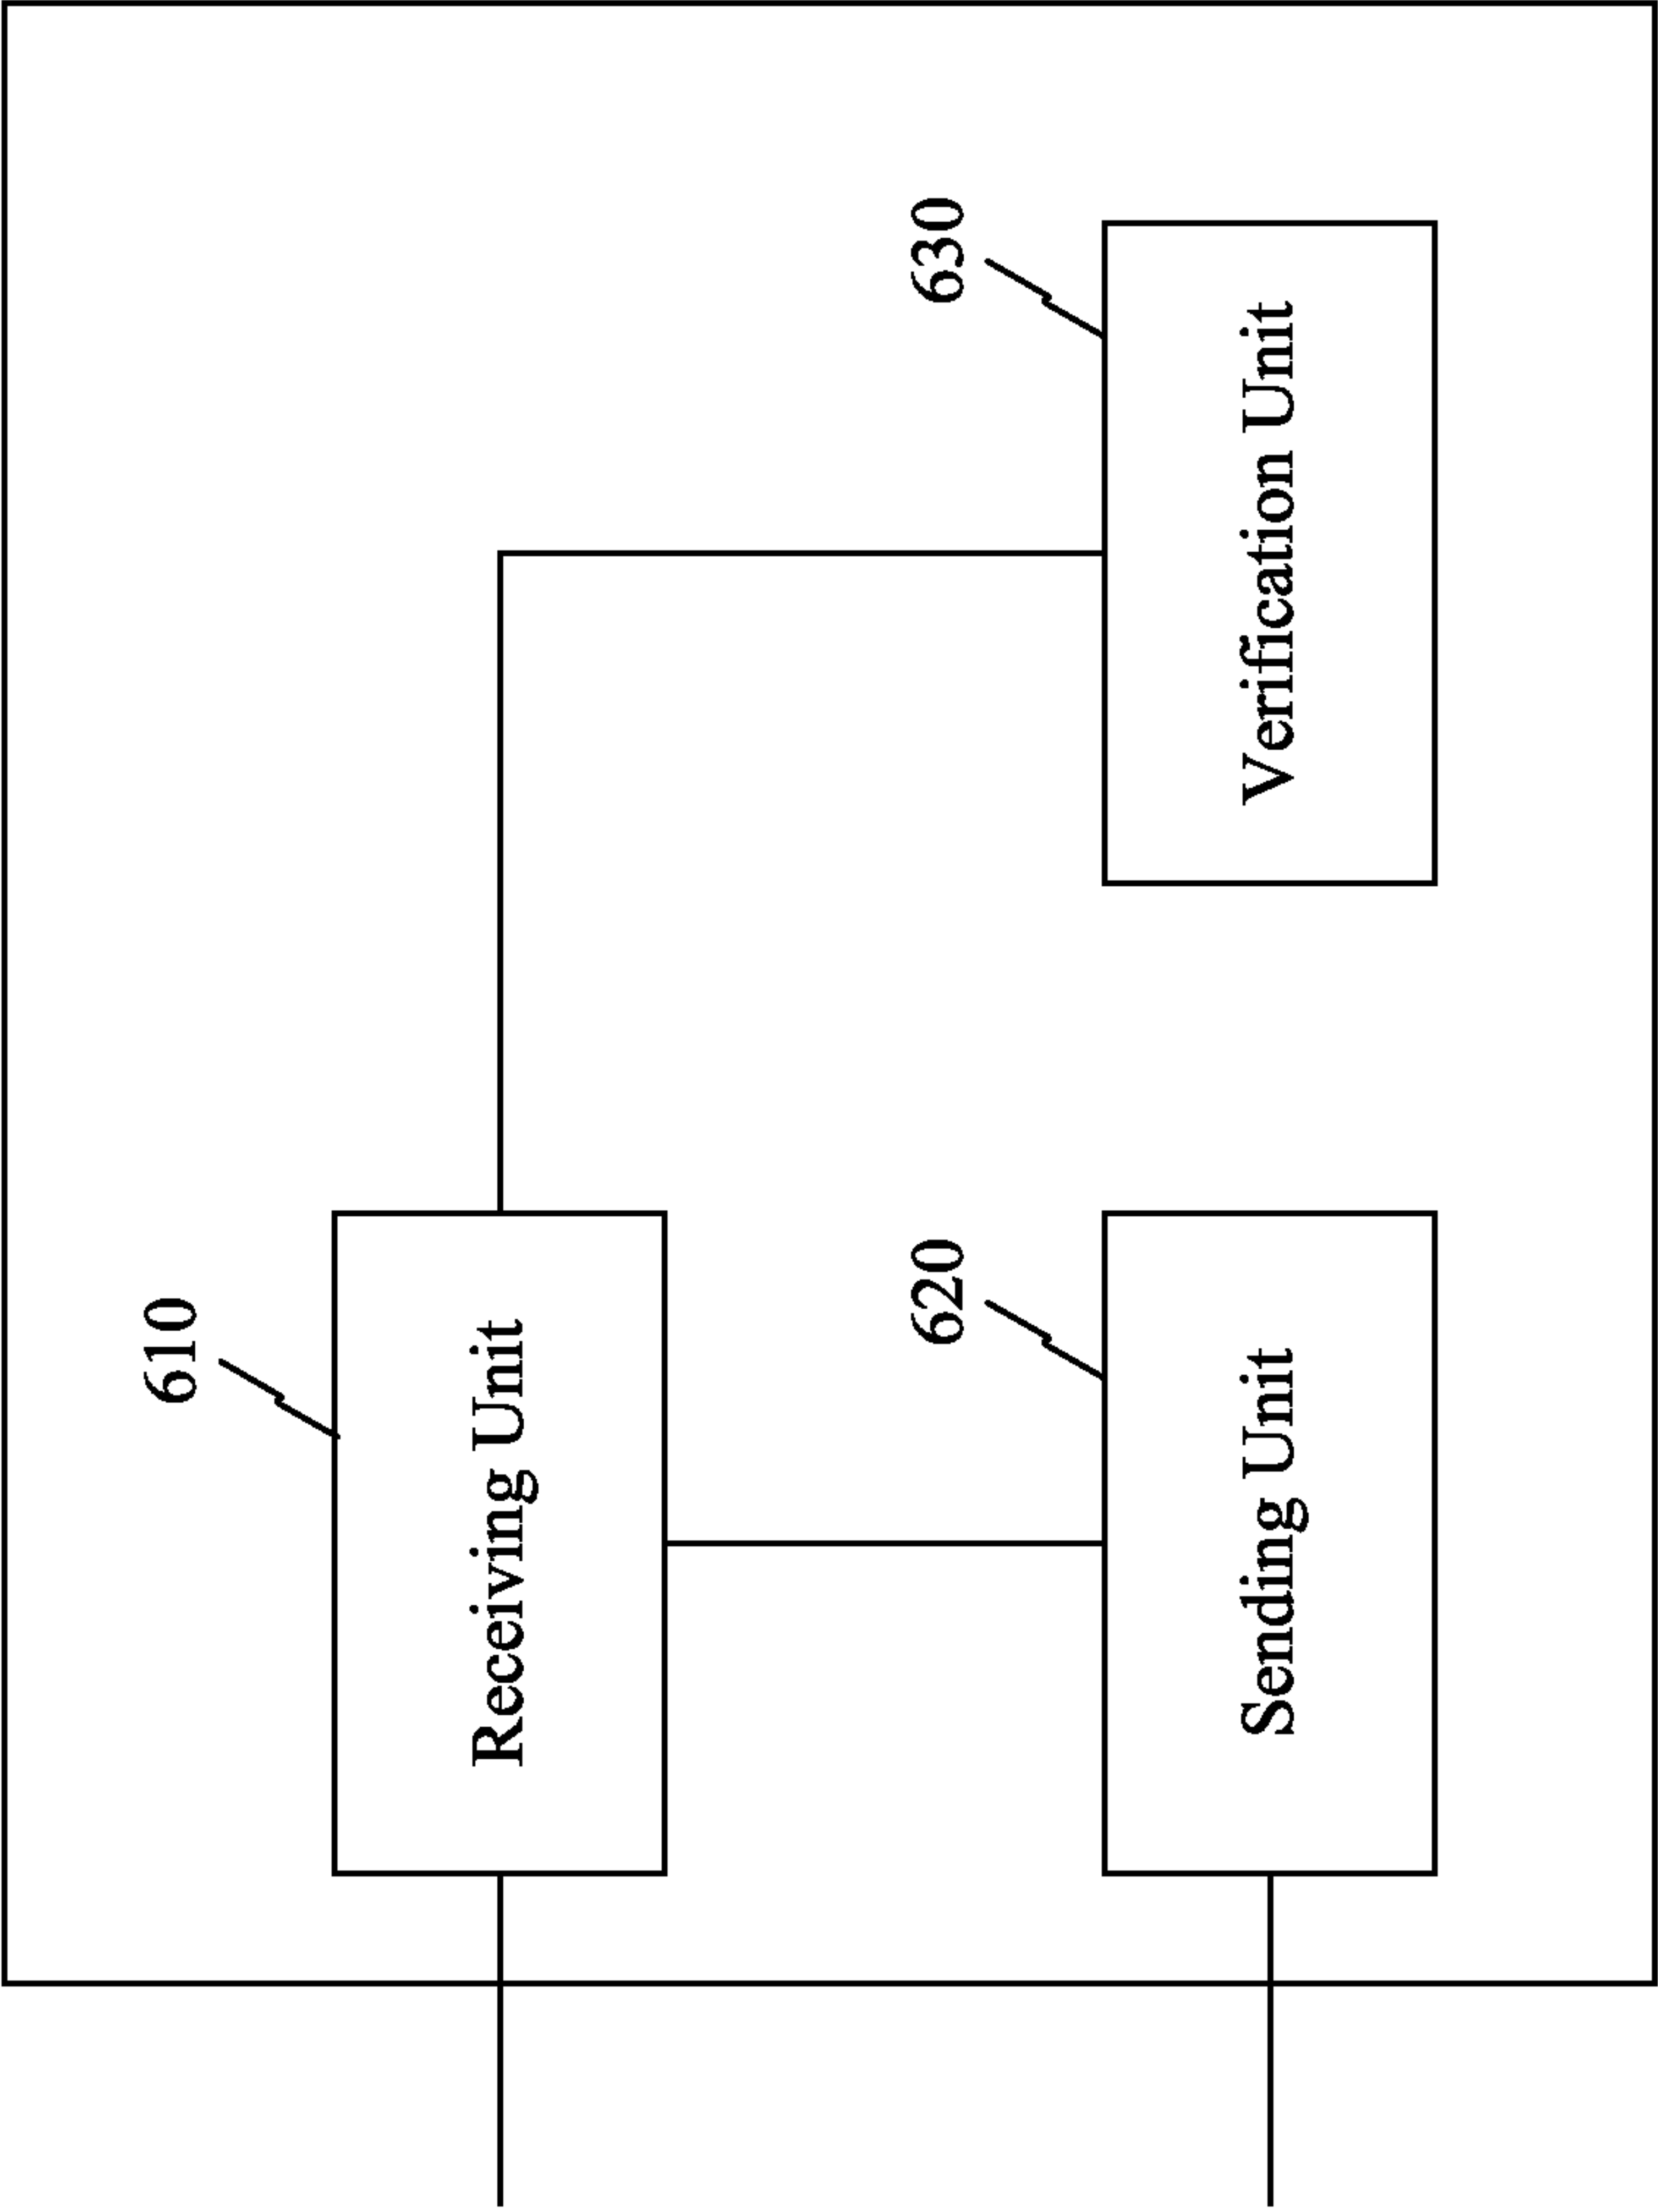 610
Receiving Unit
620
Sending Unit
630
Verification Unit